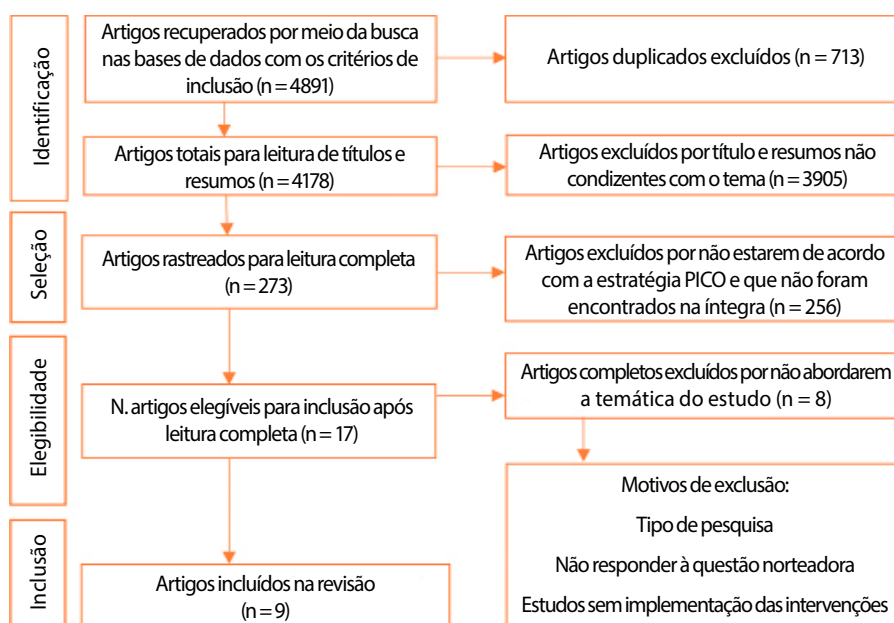 Identificação
Artigos recuperados por meio da busca
nas bases de dados com os critérios de
inclusão (n = 4891)
Artigos duplicados excluídos (n = 713)
Artigos totais para leitura de títulos e
resumos (n = 4178)
Artigos excluídos por título e resumos não
condizentes com o tema (n = 3905)
Seleção
Artigos rastreados para leitura completa
(n = 273)
Artigos excluídos por não estarem de acordo
com a estratégia PICO e que não foram
encontrados na íntegra (n = 256)
Elegibilidade
N. artigos elegíveis para inclusão após
leitura completa (n = 17)
Artigos completos excluídos por não abordarem
a temática do estudo (n = 8)
Motivos de exclusão:
Tipo de pesquisa
Não responder à questão norteadora
Estudos sem implementação das intervenções
Inclusão
Artigos incluídos na revisão
(n = 9)